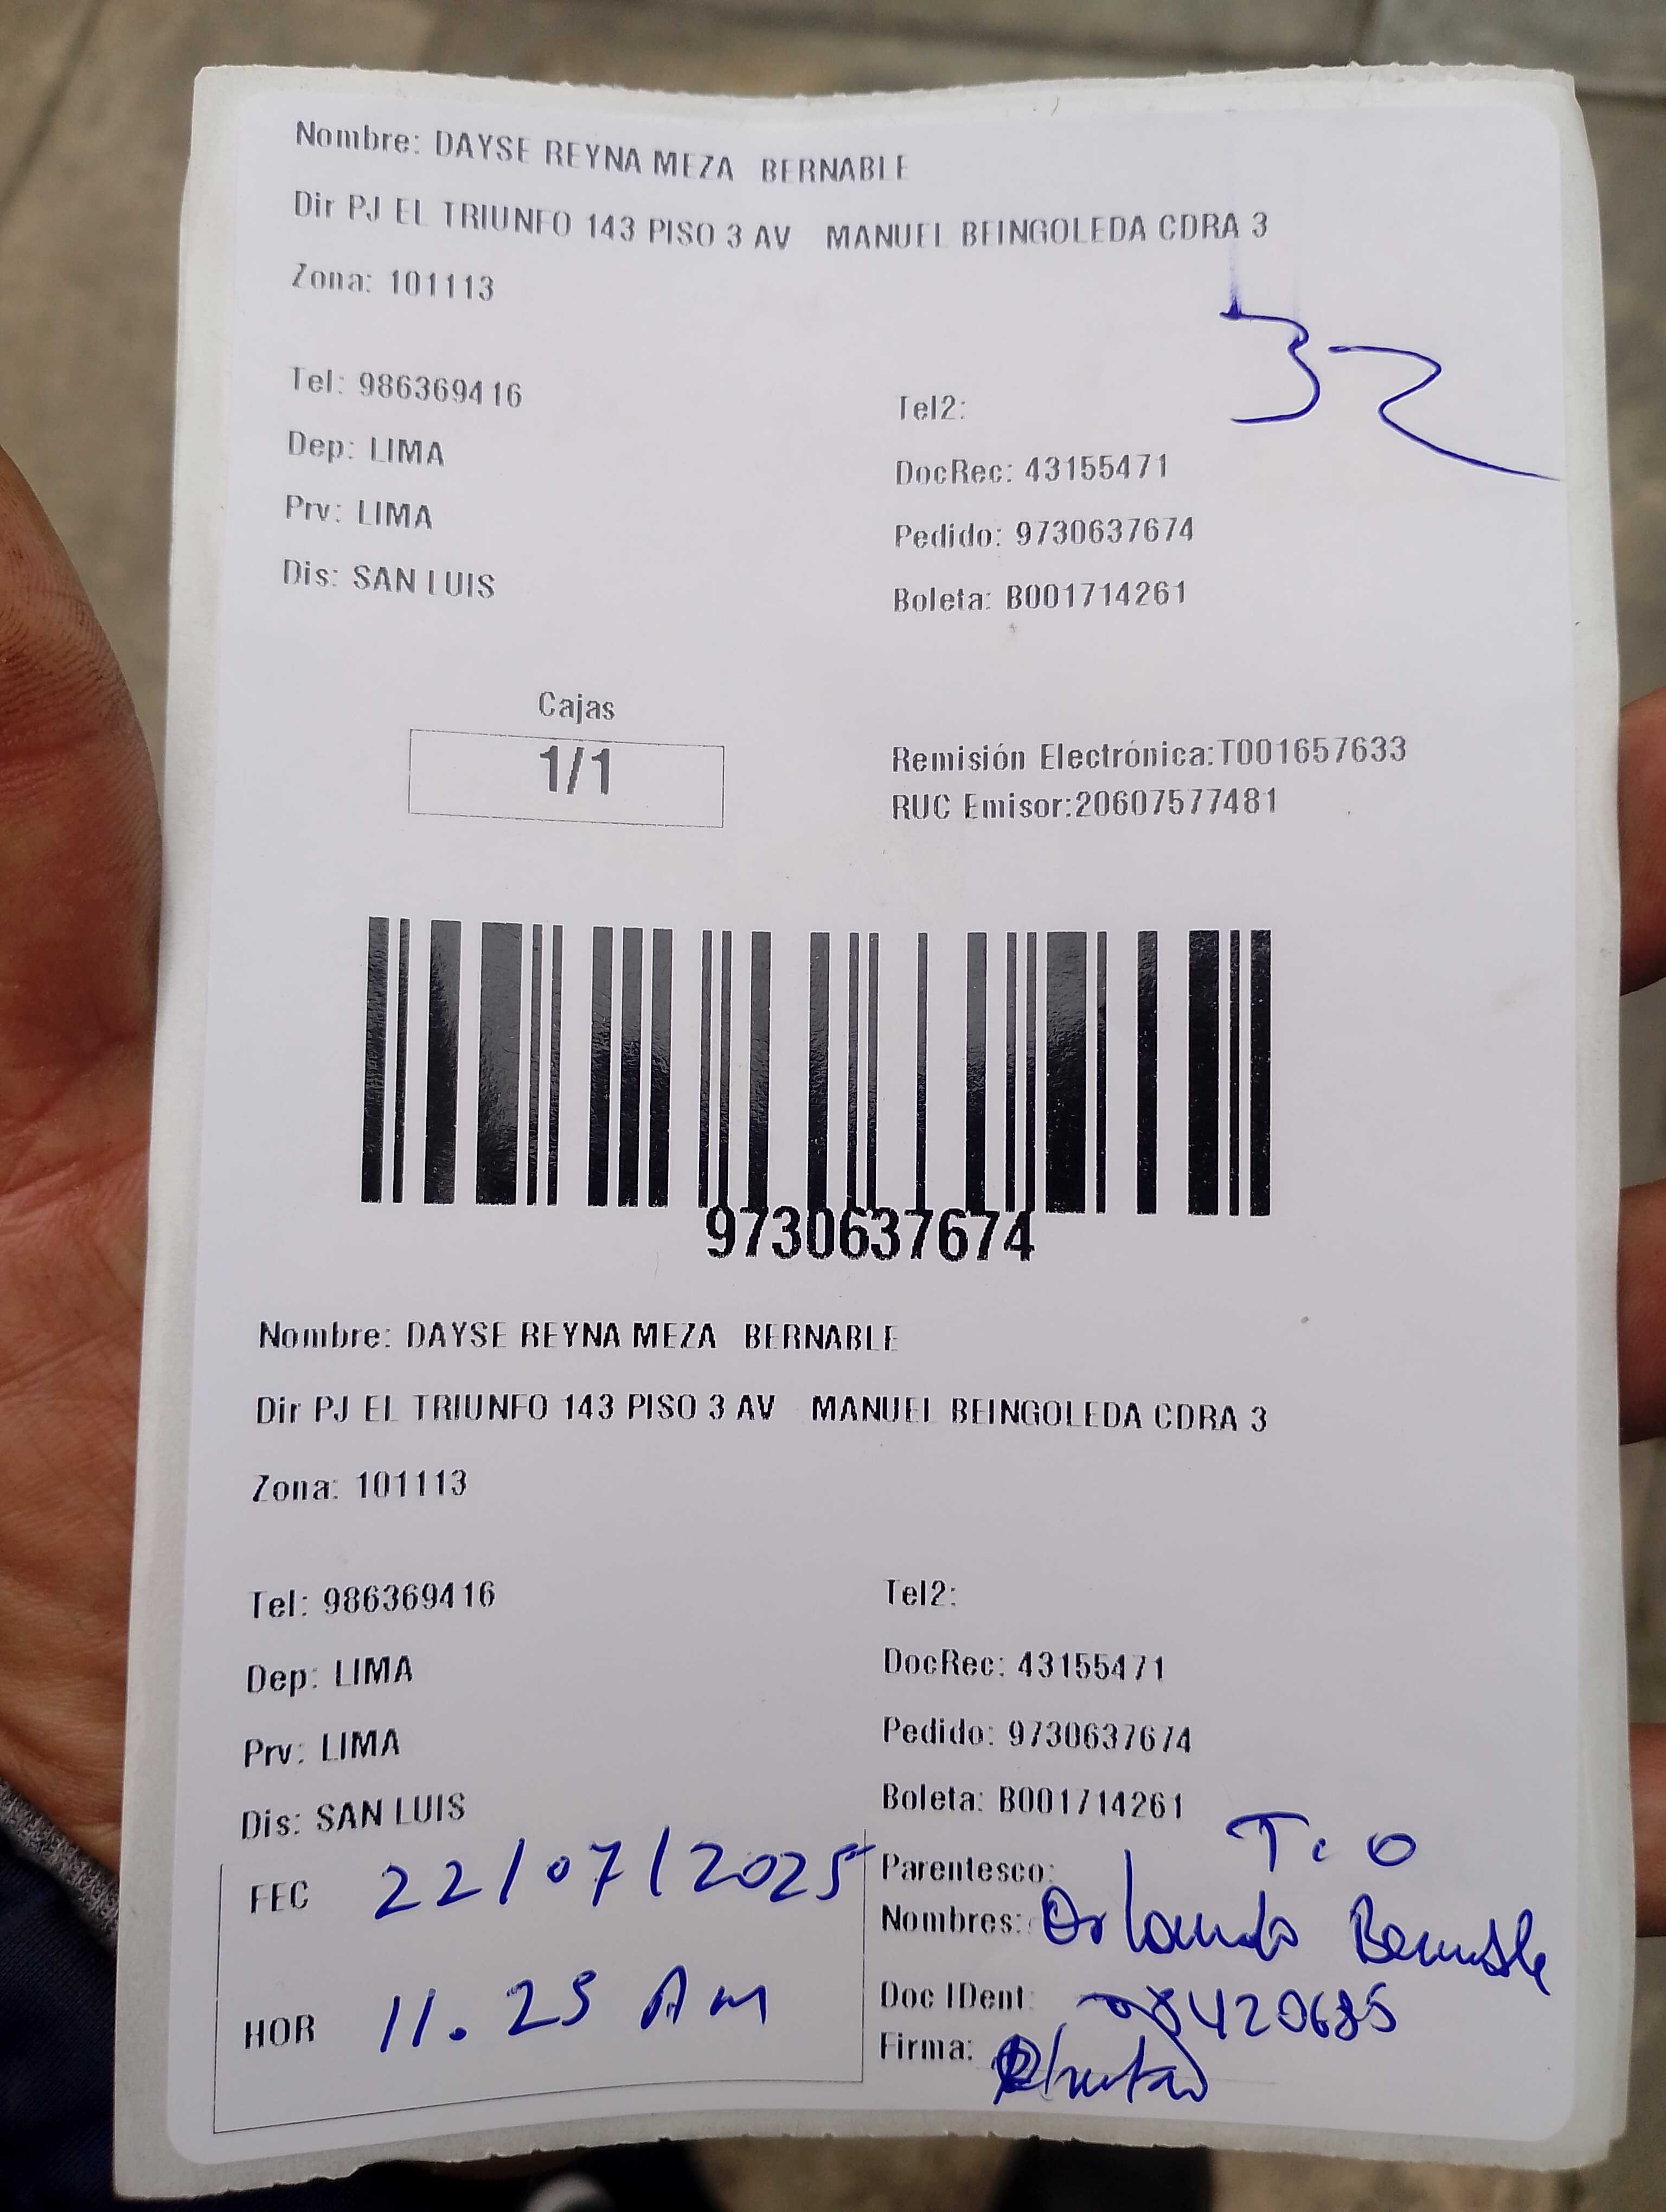 Nombre: DAYSE REYNA MEZA BERNABLE
Dir PJ EL TRIUNFO 143 PISO 3 AV MANUEL BEINGOLEDA CDRA 3
Zona: 101113
32
Tel: 986369416
Tel2:
Dep: LIMA
DocRec: 43155471
Prv: LIMA
Pedido: 9730637674
Dis: SAN LUIS
Boleta: B001714261
Cajas
1/1
Remisión Electrónica:T001657633
RUC Emisor:20607577481
9730637674
Nombre: DAYSE REYNA MEZA BERNABLE
Dir PJ EL TRIUNFO 143 PISO 3 AV MANUEL BEINGOLEDA CDRA 3
Zona: 101113
Tel: 986369416
Tel2:
Dep: LIMA
DocRec: 43155471
Prv: LIMA
Pedido: 9730637674
Dis: SAN LUIS
Boleta: B001714261
FEC 22/07/2025
Parentesco: Tio
Nombres: Orlando Bernable
HOR 11.25 AM
Doc IDent:
Firma: